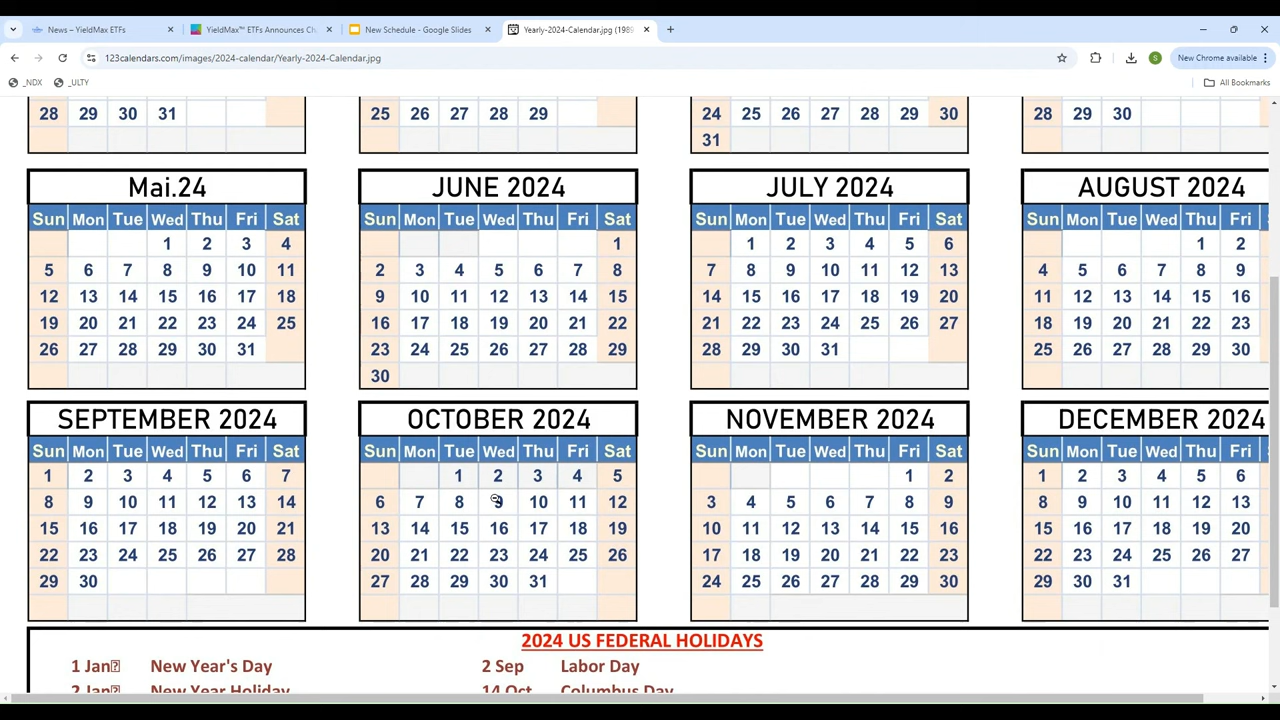 News – YieldMax ETFs
YieldMax™ ETFs Announces Ch
New Schedule - Google Slides
Yearly-2024-Calendar.jpg (198
123calendars.com/images/2024-calendar/Yearly-2024-Calendar.jpg
S
New Chrome available
_NDX
_ULTY
All Bookmarks
28 29 30 31
25 26 27 28 29
24 25 26 27 28 29 30
31
28 29 30
Mai.24
Sun Mon Tue Wed Thu Fri Sat
1 2 3 4
5 6 7 8 9 10 11
12 13 14 15 16 17 18
19 20 21 22 23 24 25
26 27 28 29 30 31
JUNE 2024
Sun Mon Tue Wed Thu Fri Sat
1
2 3 4 5 6 7 8
9 10 11 12 13 14 15
16 17 18 19 20 21 22
23 24 25 26 27 28 29
30
JULY 2024
Sun Mon Tue Wed Thu Fri Sat
1 2 3 4 5 6
7 8 9 10 11 12 13
14 15 16 17 18 19 20
21 22 23 24 25 26 27
28 29 30 31
AUGUST 2024
Sun Mon Tue Wed Thu Fri
1 2
4 5 6 7 8 9
11 12 13 14 15 16
18 19 20 21 22 23
25 26 27 28 29 30
SEPTEMBER 2024
Sun Mon Tue Wed Thu Fri Sat
1 2 3 4 5 6 7
8 9 10 11 12 13 14
15 16 17 18 19 20 21
22 23 24 25 26 27 28
29 30
OCTOBER 2024
Sun Mon Tue Wed Thu Fri Sat
1 2 3 4 5
6 7 8 9 10 11 12
13 14 15 16 17 18 19
20 21 22 23 24 25 26
27 28 29 30 31
NOVEMBER 2024
Sun Mon Tue Wed Thu Fri Sat
1 2
3 4 5 6 7 8 9
10 11 12 13 14 15 16
17 18 19 20 21 22 23
24 25 26 27 28 29 30
DECEMBER 2024
Sun Mon Tue Wed Thu Fri
1 2 3 4 5 6
8 9 10 11 12 13
15 16 17 18 19 20
22 23 24 25 26 27
29 30 31
2024 US FEDERAL HOLIDAYS
1 Jan New Year's Day
2 Sep Labor Day
2 Jan New Year Holiday
14 Oct Columbus Day